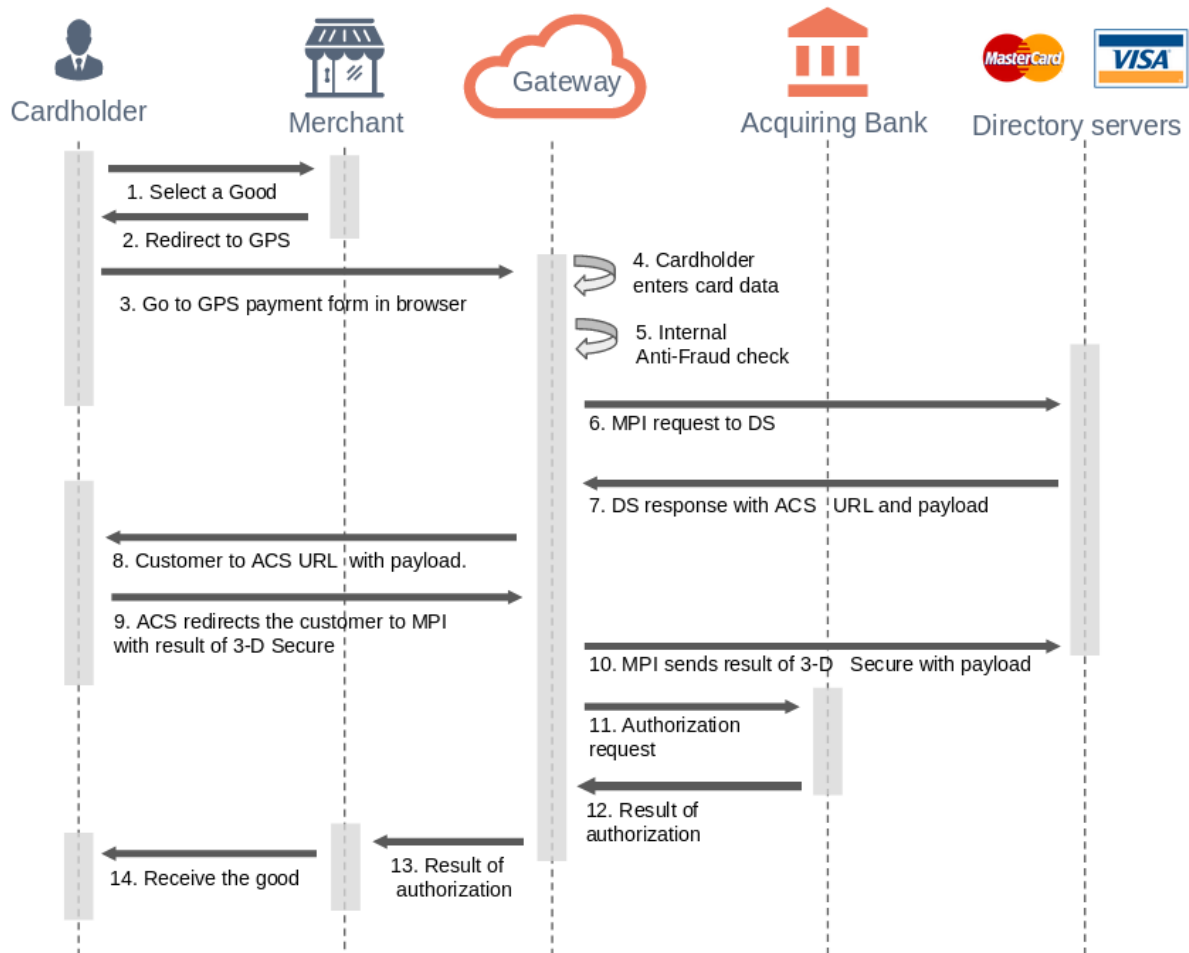 Cardholder
Merchant
Gateway
Acquiring Bank
MasterCard
VISA
Directory servers
1. Select a Good
2. Redirect to GPS
3. Go to GPS payment form in browser
4. Cardholder
enters card data
5. Internal
Anti-Fraud check
6. MPI request to DS
7. DS response with ACS URL and payload
8. Customer to ACS URL with payload.
9. ACS redirects the customer to MPI
with result of 3-D Secure
10. MPI sends result of 3-D Secure with payload
11. Authorization
request
12. Result of
authorization
13. Result of
authorization
14. Receive the good